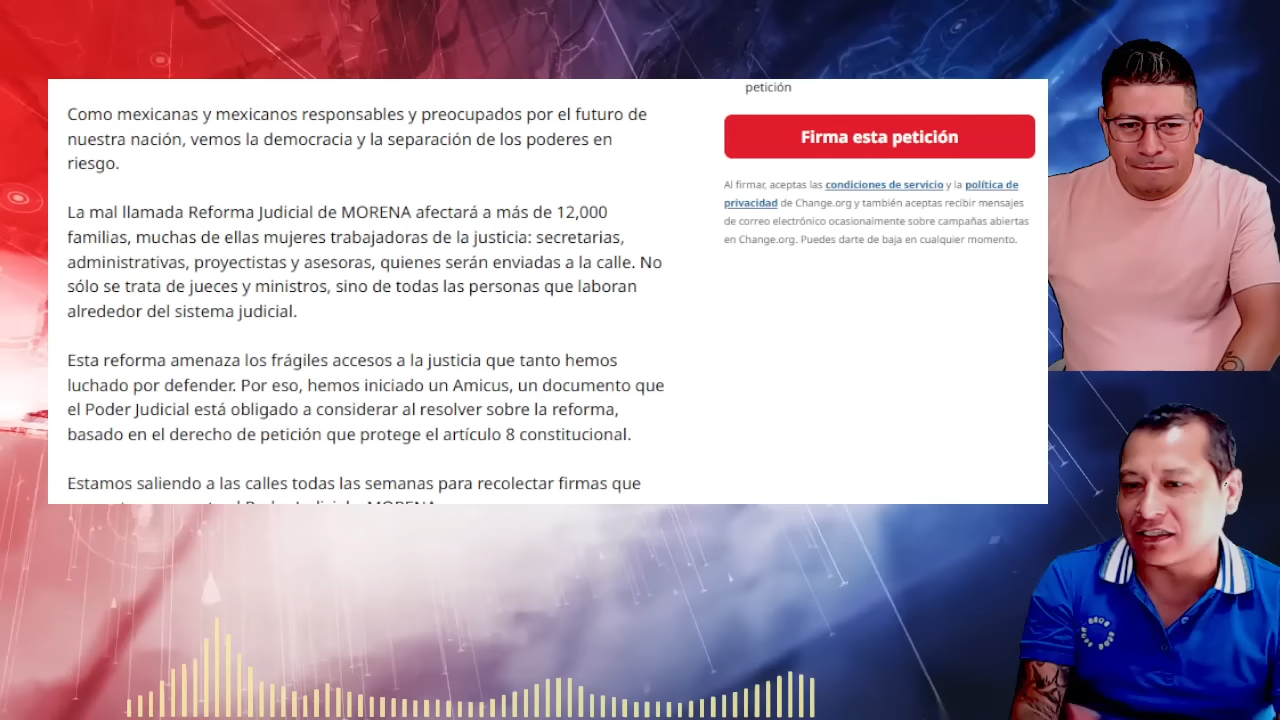 Como mexicanas y mexicanos responsables y preocupados por el futuro de
nuestra nación, vemos la democracia y la separación de los poderes en
riesgo.
La mal llamada Reforma Judicial de MORENA afectará a más de 12,000
familias, muchas de ellas mujeres trabajadoras de la justicia: secretarias,
administrativas, proyectistas y asesoras, quienes serán enviadas a la calle. No
sólo se trata de jueces y ministros, sino de todas las personas que laboran
alrededor del sistema judicial.
Esta reforma amenaza los frágiles accesos a la justicia que tanto hemos
luchado por defender. Por eso, hemos iniciado un Amicus, un documento que
el Poder Judicial está obligado a considerar al resolver sobre la reforma,
basado en el derecho de petición que protege el artículo 8 constitucional.
Estamos saliendo a las calles todas las semanas para recolectar firmas que
petición
Firma esta petición
Al firmar, aceptas las condiciones de servicio y la política de
privacidad de Change.org y también aceptas recibir mensajes
de correo electrónico ocasionalmente sobre campañas abiertas
en Change.org. Puedes darte de baja en cualquier momento.